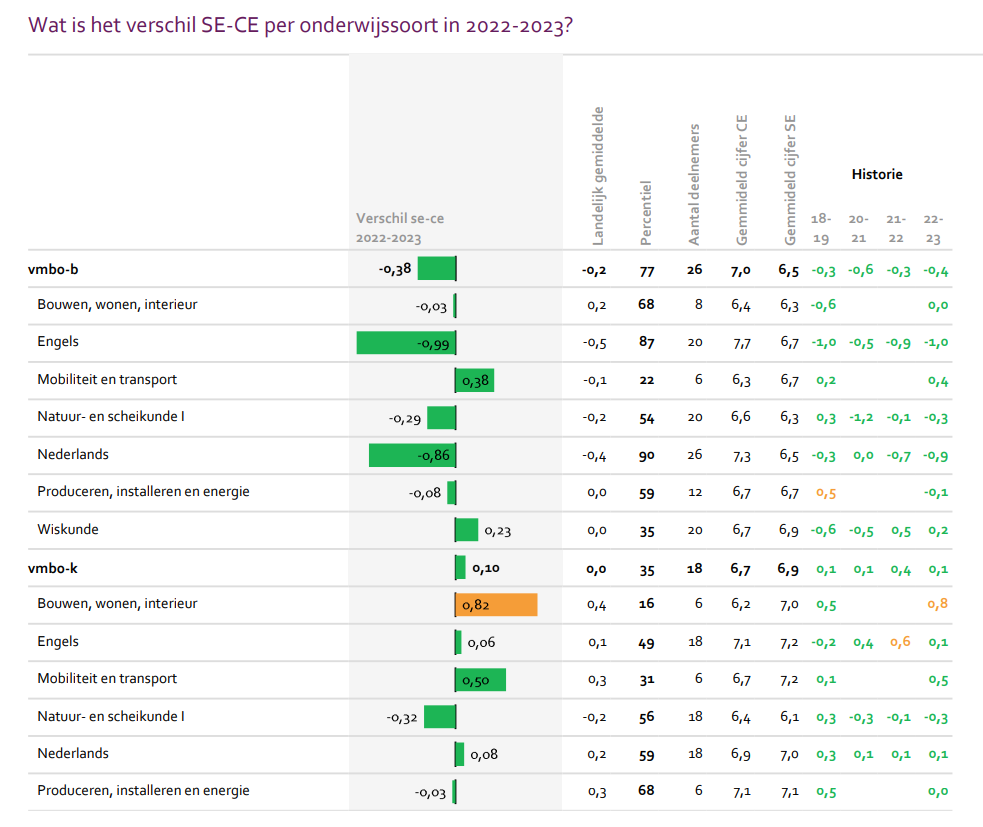 Wat is het verschil SE-CE per onderwijssoort in 2022-2023?
Verschil se-ce
2022-2023
Landelijk gemiddelde
Percentiel
Aantal deelnemers
Gemmideld cijfer CE
Gemmideld cijfer SE
Historie
18-19 20-21 21-22 22-23
vmbo-b -0,38 -0,2 77 26 7,0 6,5 -0,3 -0,6 -0,3 -0,4
Bouwen, wonen, interieur -0,03 0,2 68 8 6,4 6,3 -0,6 0,0
Engels -0,99 -0,5 87 20 7,7 6,7 -1,0 -0,5 -0,9 -1,0
Mobiliteit en transport 0,38 -0,1 22 6 6,3 6,7 0,2 0,4
Natuur- en scheikunde I -0,29 -0,2 54 20 6,6 6,3 0,3 -1,2 -0,1 -0,3
Nederlands -0,86 -0,4 90 26 7,3 6,5 -0,3 0,0 -0,7 -0,9
Produceren, installeren en energie -0,08 0,0 59 12 6,7 6,7 0,5 -0,1
Wiskunde 0,23 0,0 35 20 6,7 6,9 -0,6 -0,5 0,5 0,2
vmbo-k 0,10 0,0 35 18 6,7 6,9 0,1 0,1 0,4 0,1
Bouwen, wonen, interieur 0,82 0,4 16 6 6,2 7,0 0,5 0,8
Engels 0,06 0,1 49 18 7,1 7,2 -0,2 0,4 0,6 0,1
Mobiliteit en transport 0,50 0,3 31 6 6,7 7,2 0,1 0,5
Natuur- en scheikunde I -0,32 -0,2 56 18 6,4 6,1 0,3 -0,3 -0,1 -0,3
Nederlands 0,08 0,2 59 18 6,9 7,0 0,3 0,1 0,1 0,1
Produceren, installeren en energie -0,03 0,3 68 6 7,1 7,1 0,5 0,0